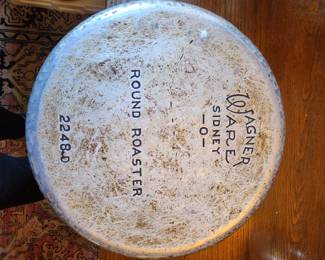 WAGNER
WARE
SIDNEY
-O-
ROUND ROASTER
2248-D